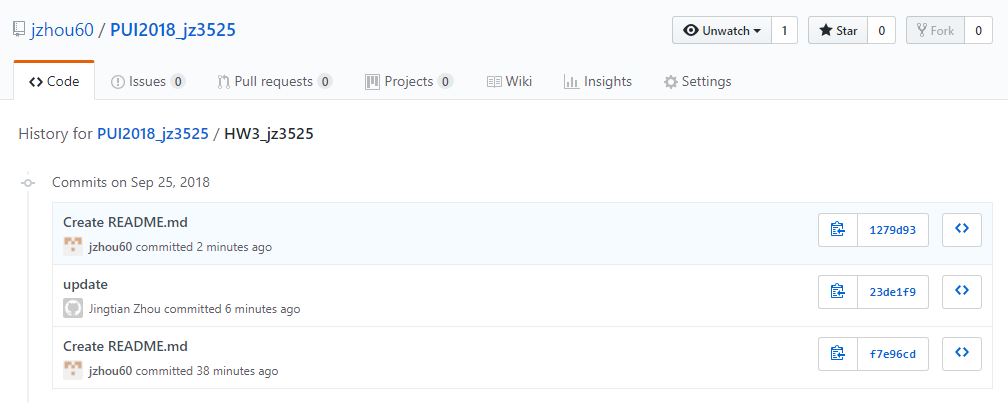 jzhou60 / PUI2018_jz3525
Unwatch 1 Star 0 Fork 0
Code Issues 0 Pull requests 0 Projects 0 Wiki Insights Settings
History for PUI2018_jz3525 / HW3_jz3525
Commits on Sep 25, 2018
Create README.md
jzhou60 committed 2 minutes ago
1279d93
update
Jingtian Zhou committed 6 minutes ago
23de1f9
Create README.md
jzhou60 committed 38 minutes ago
f7e96cd